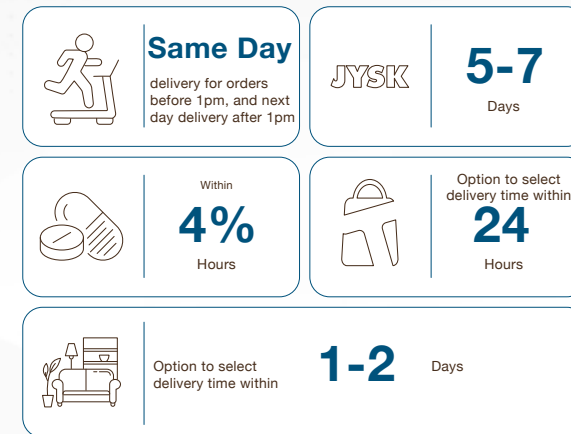 Same Day
delivery for orders
before 1pm, and next
day delivery after 1pm
JYSK
5-7
Days
Within
4%
Hours
Option to select
delivery time within
24
Hours
Option to select
delivery time within
1-2
Days